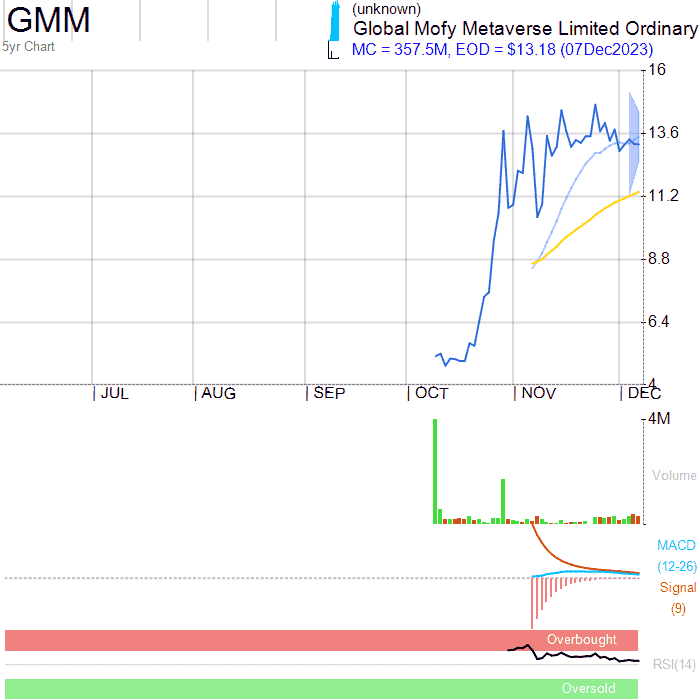 GMM
(unknown)
Global Mofy Metaverse Limited Ordinary
5yr Chart
MC = 357.5M, EOD = $13.18 (07Dec2023)
16
13.6
11.2
8.8
6.4
4
JUL AUG SEP OCT NOV DEC
4M
Volume
MACD
(12-26)
Signal
(9)
Overbought
RSI(14)
Oversold